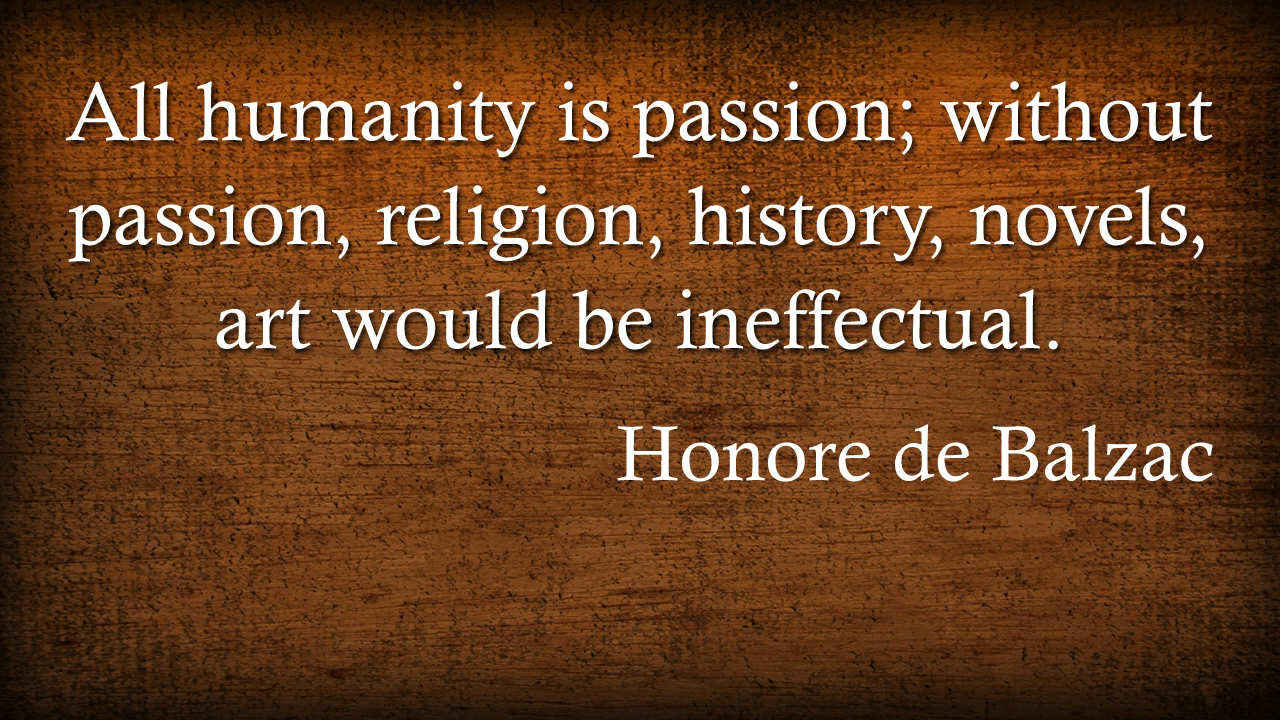 All humanity is passion; without
passion, religion, history, novels,
art would be ineffectual.
Honore de Balzac